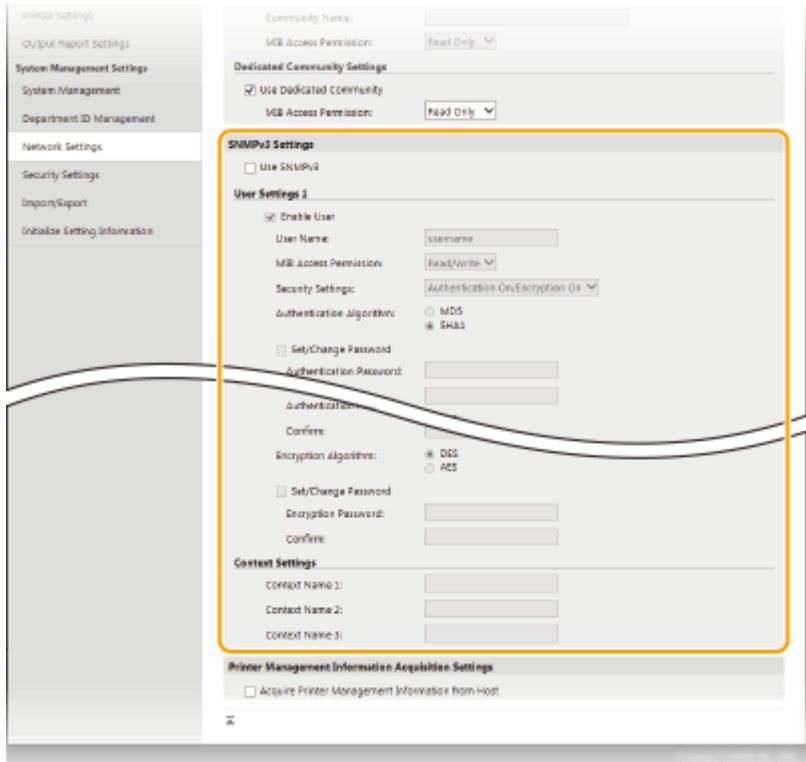 Printer Settings
Output Report Settings
System Management Settings
System Management
Department ID Management
Network Settings
Security Settings
Import/Export
Initialize Setting Information
Community Name:
MIB Access Permission: Read Only
Dedicated Community Settings
Use Dedicated Community
MIB Access Permission: Read Only
SNMPv3 Settings
Use SNMPv3
User Settings 1
Enable User
User Name: username
MIB Access Permission: Read/Write
Security Settings: Authentication On/Encryption On
Authentication Algorithm: MD5
SHA1
Set/Change Password
Authentication Password:
Authentication
Confirm:
Encryption Algorithm: DES
AES
Set/Change Password
Encryption Password:
Confirm:
Context Settings
Context Name 1:
Context Name 2:
Context Name 3:
Printer Management Information Acquisition Settings
Acquire Printer Management Information from Host